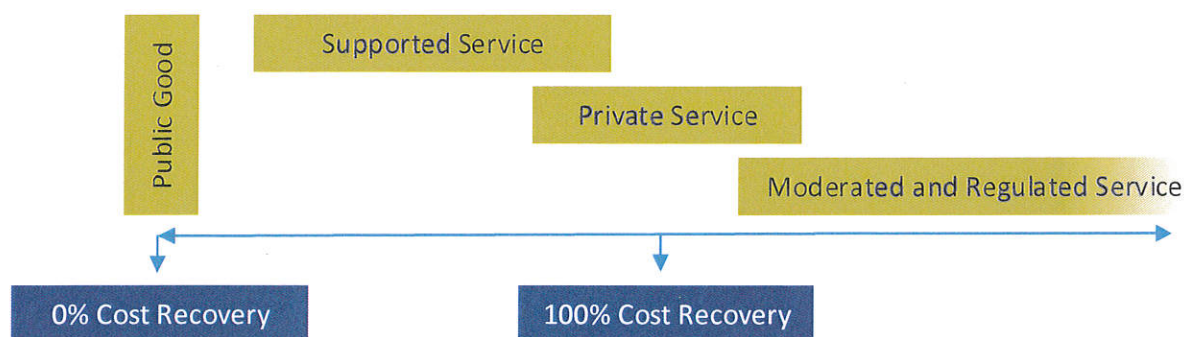 Public Good
Supported Service
Private Service
Moderated and Regulated Service
0% Cost Recovery
100% Cost Recovery